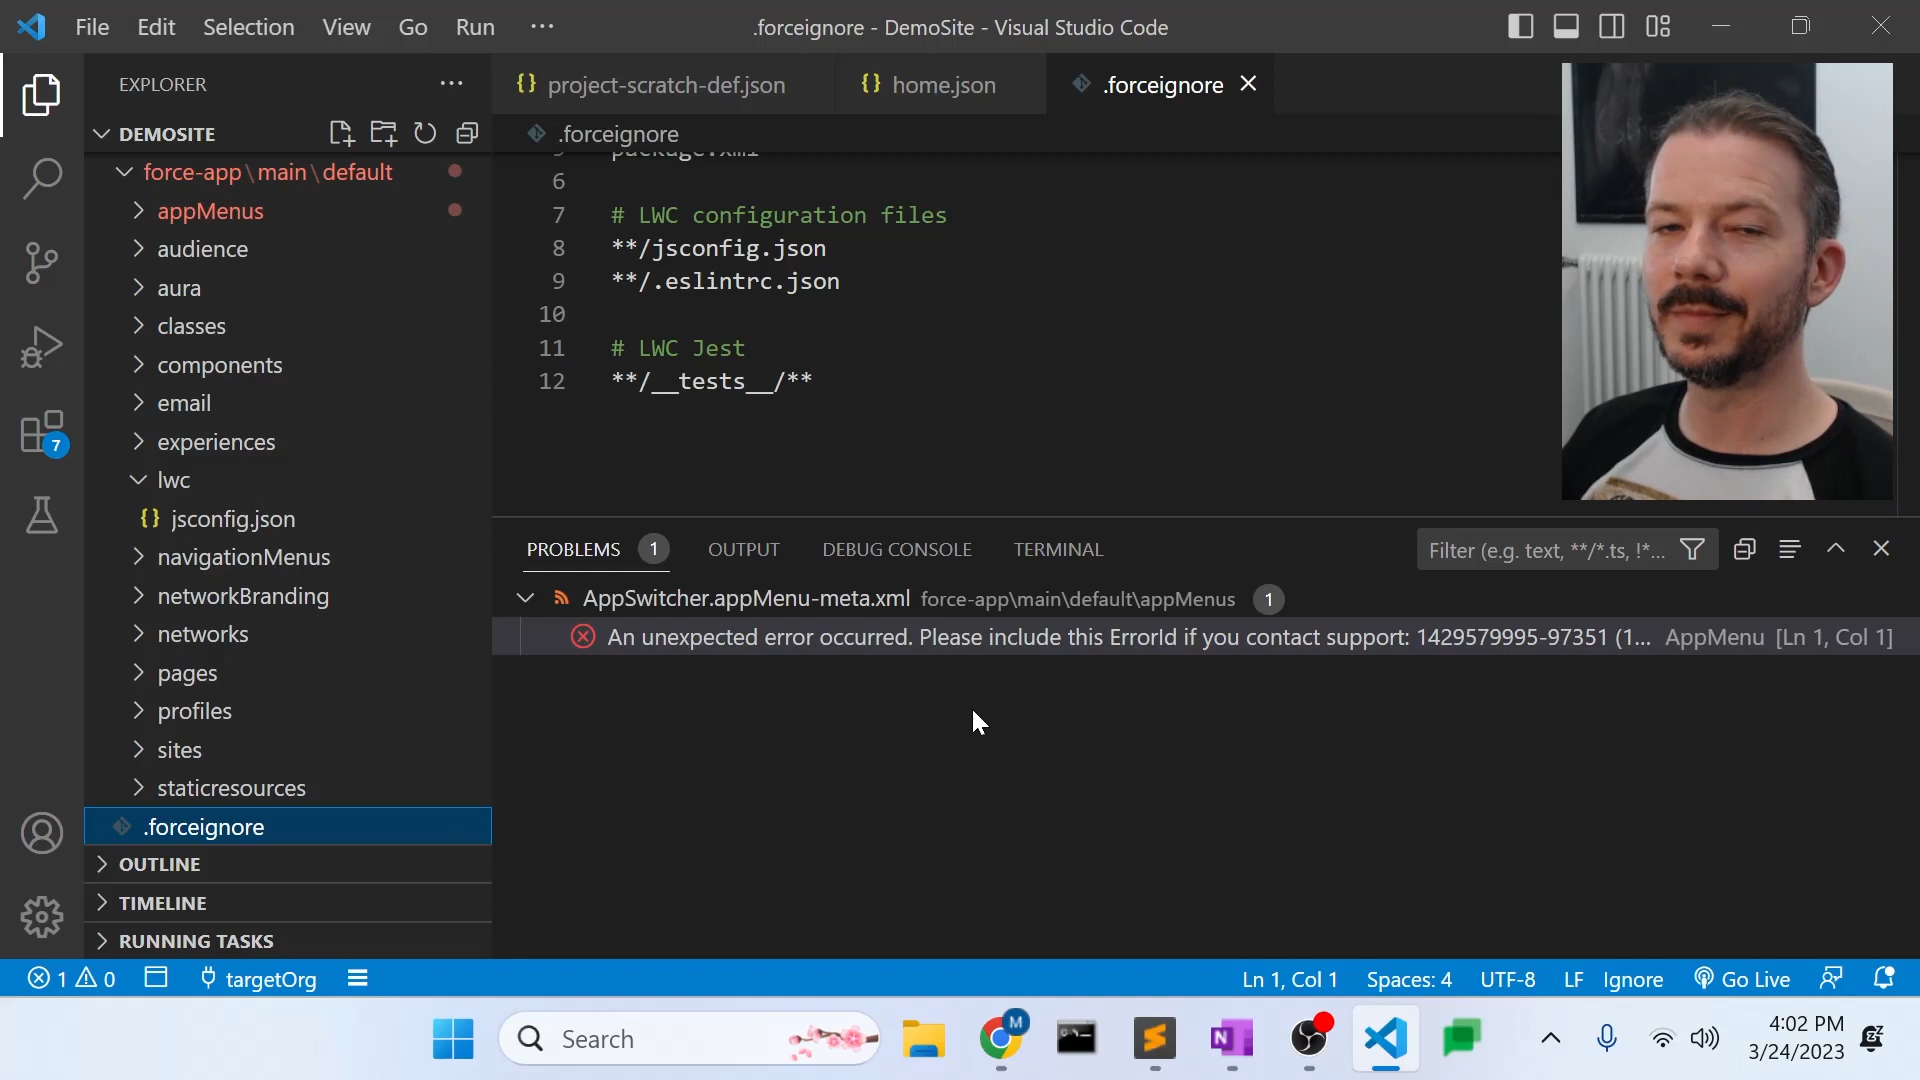 File Edit Selection View Go Run ···
.forceignore - DemoSite - Visual Studio Code
EXPLORER ···
DEMOSITE
force-app\main\default
appMenus
audience
aura
classes
components
email
experiences
lwc
{} jsconfig.json
navigationMenus
networkBranding
networks
pages
profiles
sites
staticresources
.forceignore
OUTLINE
TIMELINE
RUNNING TASKS
7
{} project-scratch-def.json
{} home.json
.forceignore
.forceignore
5 package.xml
6
7 # LWC configuration files
8 **/jsconfig.json
9 **/.eslintrc.json
10
11 # LWC Jest
12 **/__tests__/**
PROBLEMS 1 OUTPUT DEBUG CONSOLE TERMINAL
Filter (e.g. text, **/*.ts, !*...
AppSwitcher.appMenu-meta.xml force-app\main\default\appMenus 1
An unexpected error occurred. Please include this ErrorId if you contact support: 1429579995-97351 (1... AppMenu [Ln 1, Col 1]
1 0 targetOrg
Ln 1, Col 1 Spaces: 4 UTF-8 LF Ignore Go Live
Search
M
4:02 PM
3/24/2023